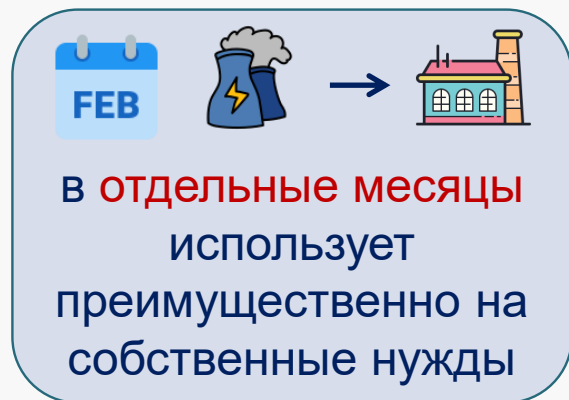 FEB
в отдельные месяцы
использует
преимущественно на
собственные нужды